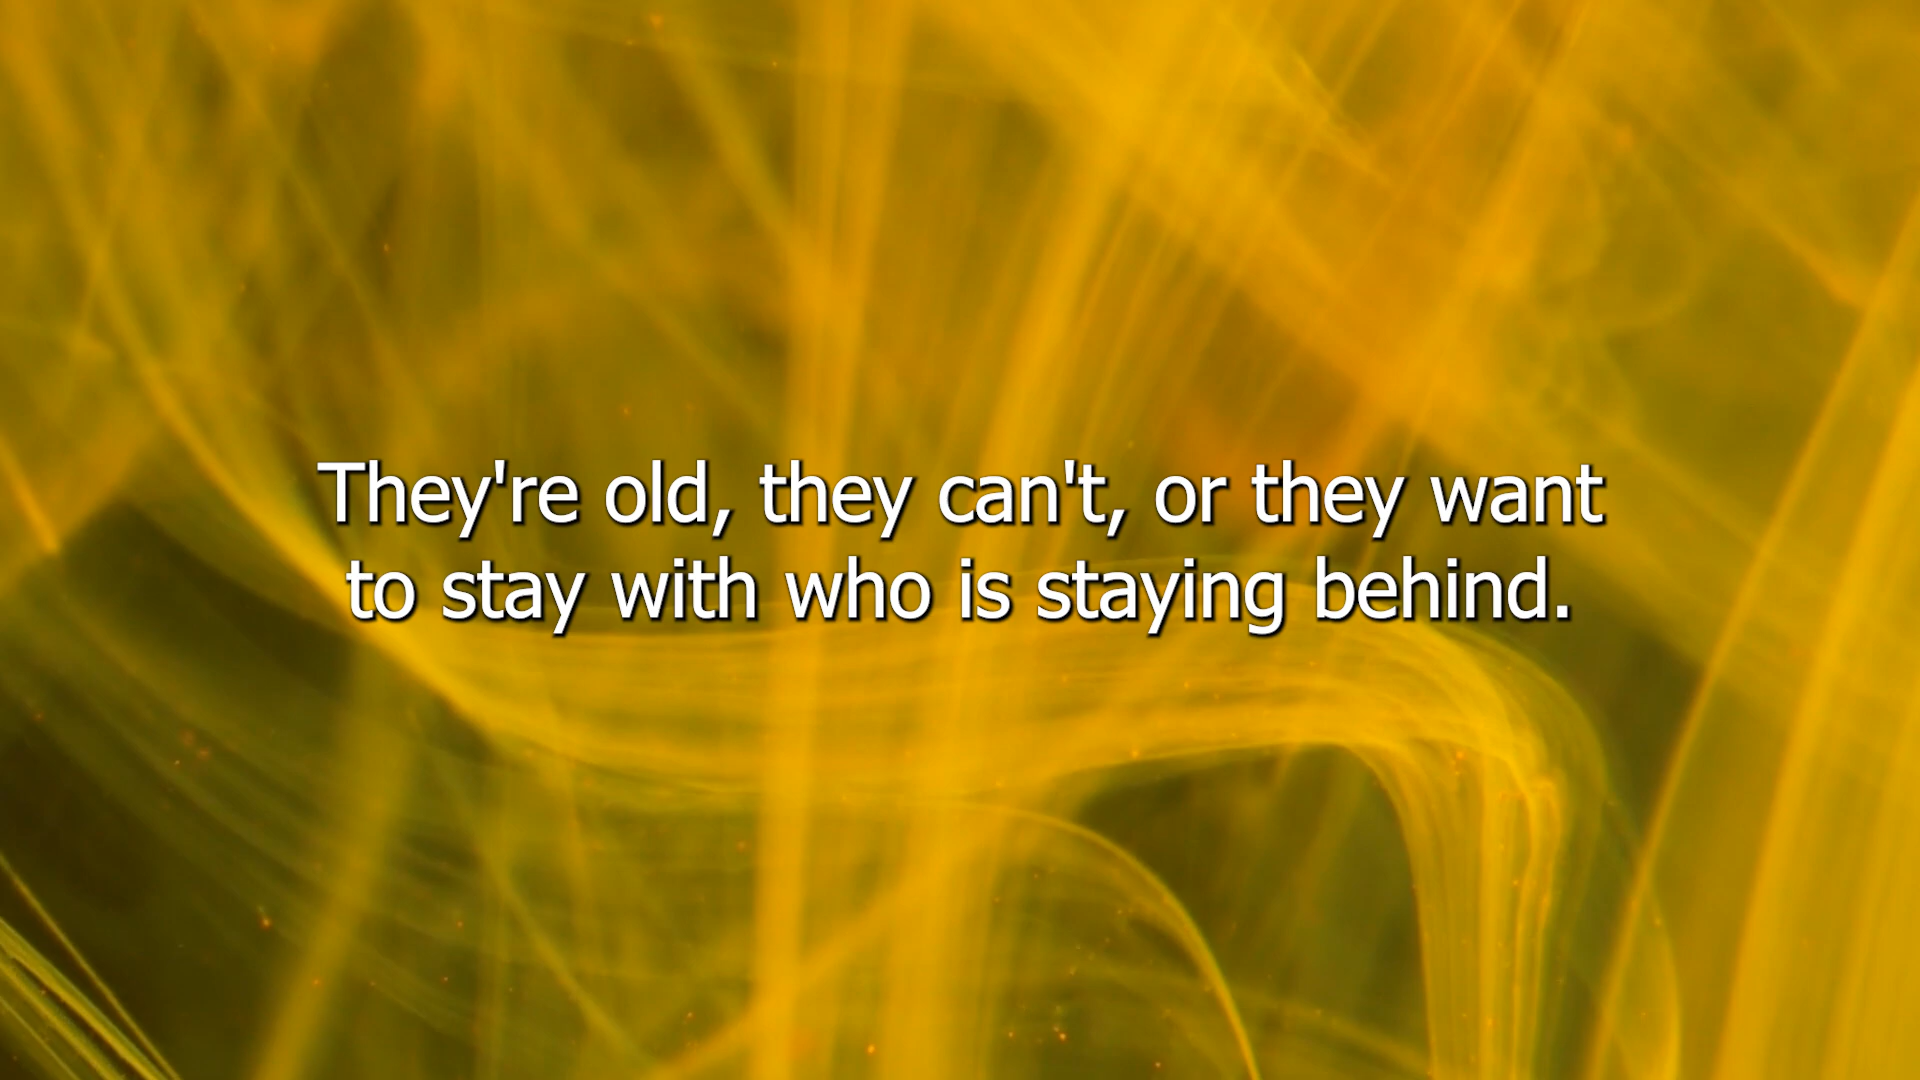 They're old, they can't, or they want
to stay with who is staying behind.